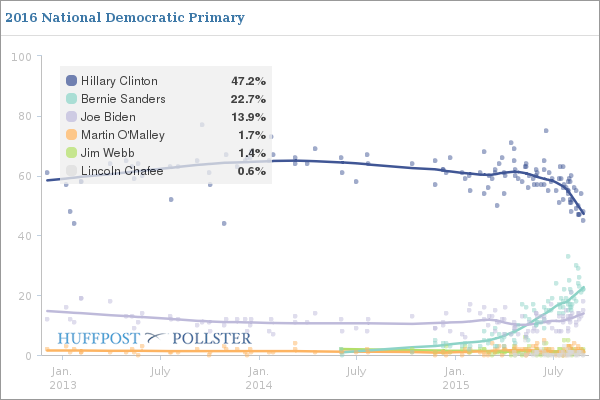 2016 National Democratic Primary
100
80
60
40
20
0
Hillary Clinton 47.2%
Bernie Sanders 22.7%
Joe Biden 13.9%
Martin O'Malley 1.7%
Jim Webb 1.4%
Lincoln Chafee 0.6%
HUFFPOST POLLSTER
Jan. July Jan. July Jan. July
2013 2014 2015